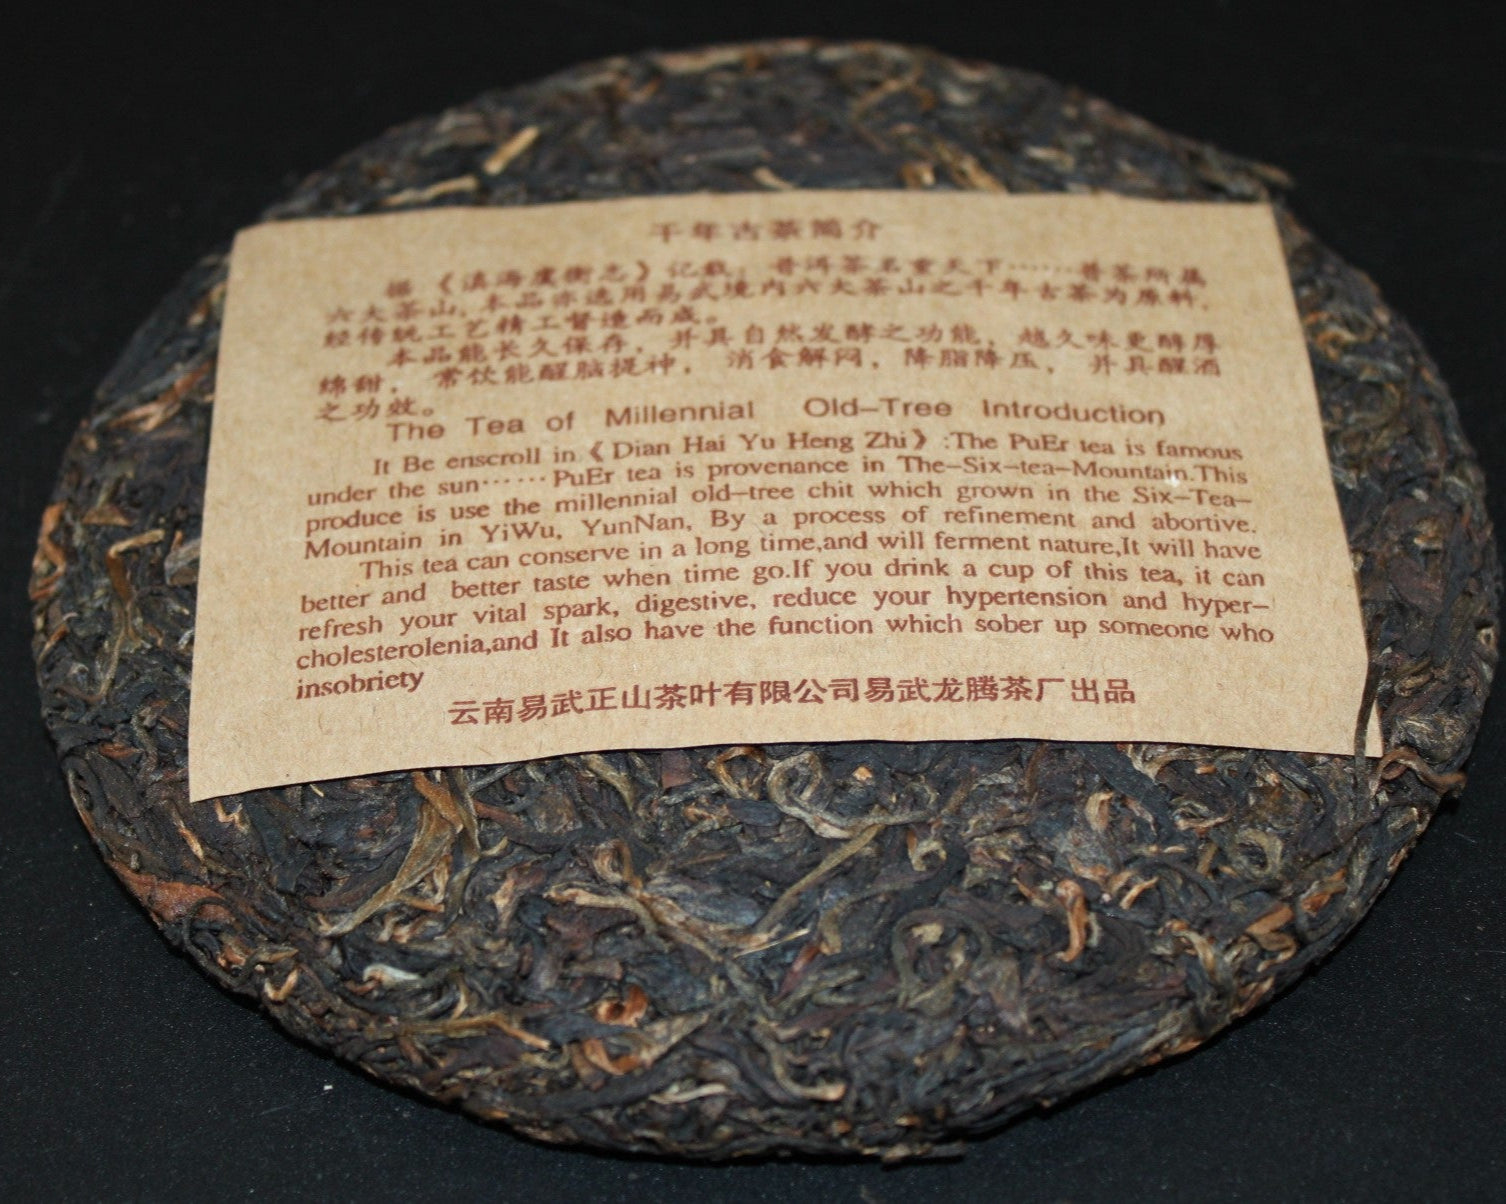 千年古茶简介
据《滇海虞衡志》记载：普洱茶名重天下……普茶所属
六大茶山，本品亦选用易武境内六大茶山之千年古茶为原料，
经传统工艺精工督造而成。
本品能长久保存，并具自然发酵之功能，越久味更醇厚
绵甜，常饮能醒脑提神，消食解闷，降脂降压，并具醒酒
之功效。
The Tea of Millennial Old–Tree Introduction
It Be enscroll in《Dian Hai Yu Heng Zhi》:The PuEr tea is famous
under the sun……PuEr tea is provenance in The–Six–tea–Mountain.This
produce is use the millennial old–tree chit which grown in the Six–Tea–
Mountain in YiWu, YunNan, By a process of refinement and abortive.
This tea can conserve in a long time,and will ferment nature,It will have
better and better taste when time go.If you drink a cup of this tea, it can
refresh your vital spark, digestive, reduce your hypertension and hyper–
cholesterolenia,and It also have the function which sober up someone who
insobriety
云南易武正山茶叶有限公司易武龙腾茶厂出品